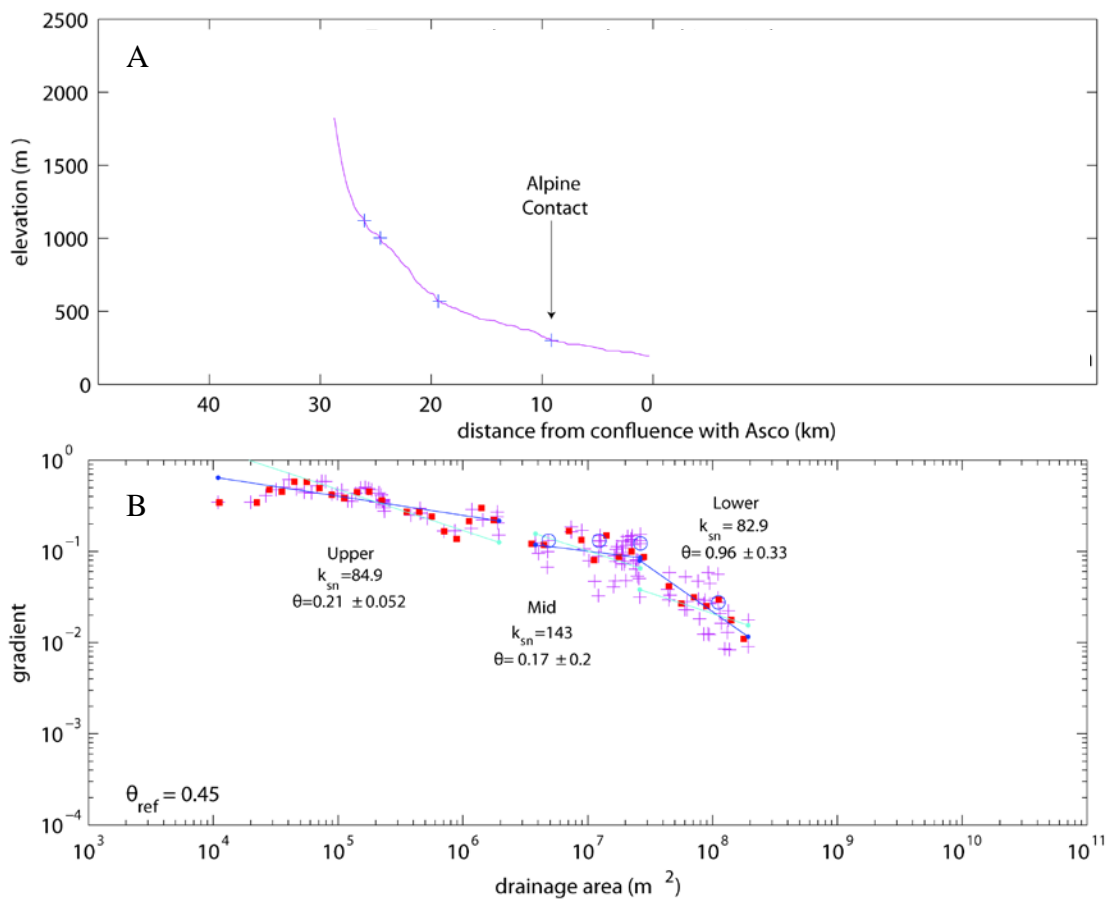 A
2500
2000
1500
1000
500
0
elevation (m )
Alpine
Contact
40
30
20
10
0
distance from confluence with Asco (km)
B
10^0
10^-1
10^-2
10^-3
10^-4
gradient
Upper
k_sn=84.9
θ=0.21 ±0.052
Mid
k_sn=143
θ= 0.17 ±0.2
Lower
k_sn= 82.9
θ= 0.96 ±0.33
θ_ref = 0.45
10^3
10^4
10^5
10^6
10^7
10^8
10^9
10^10
10^11
drainage area (m ^2)